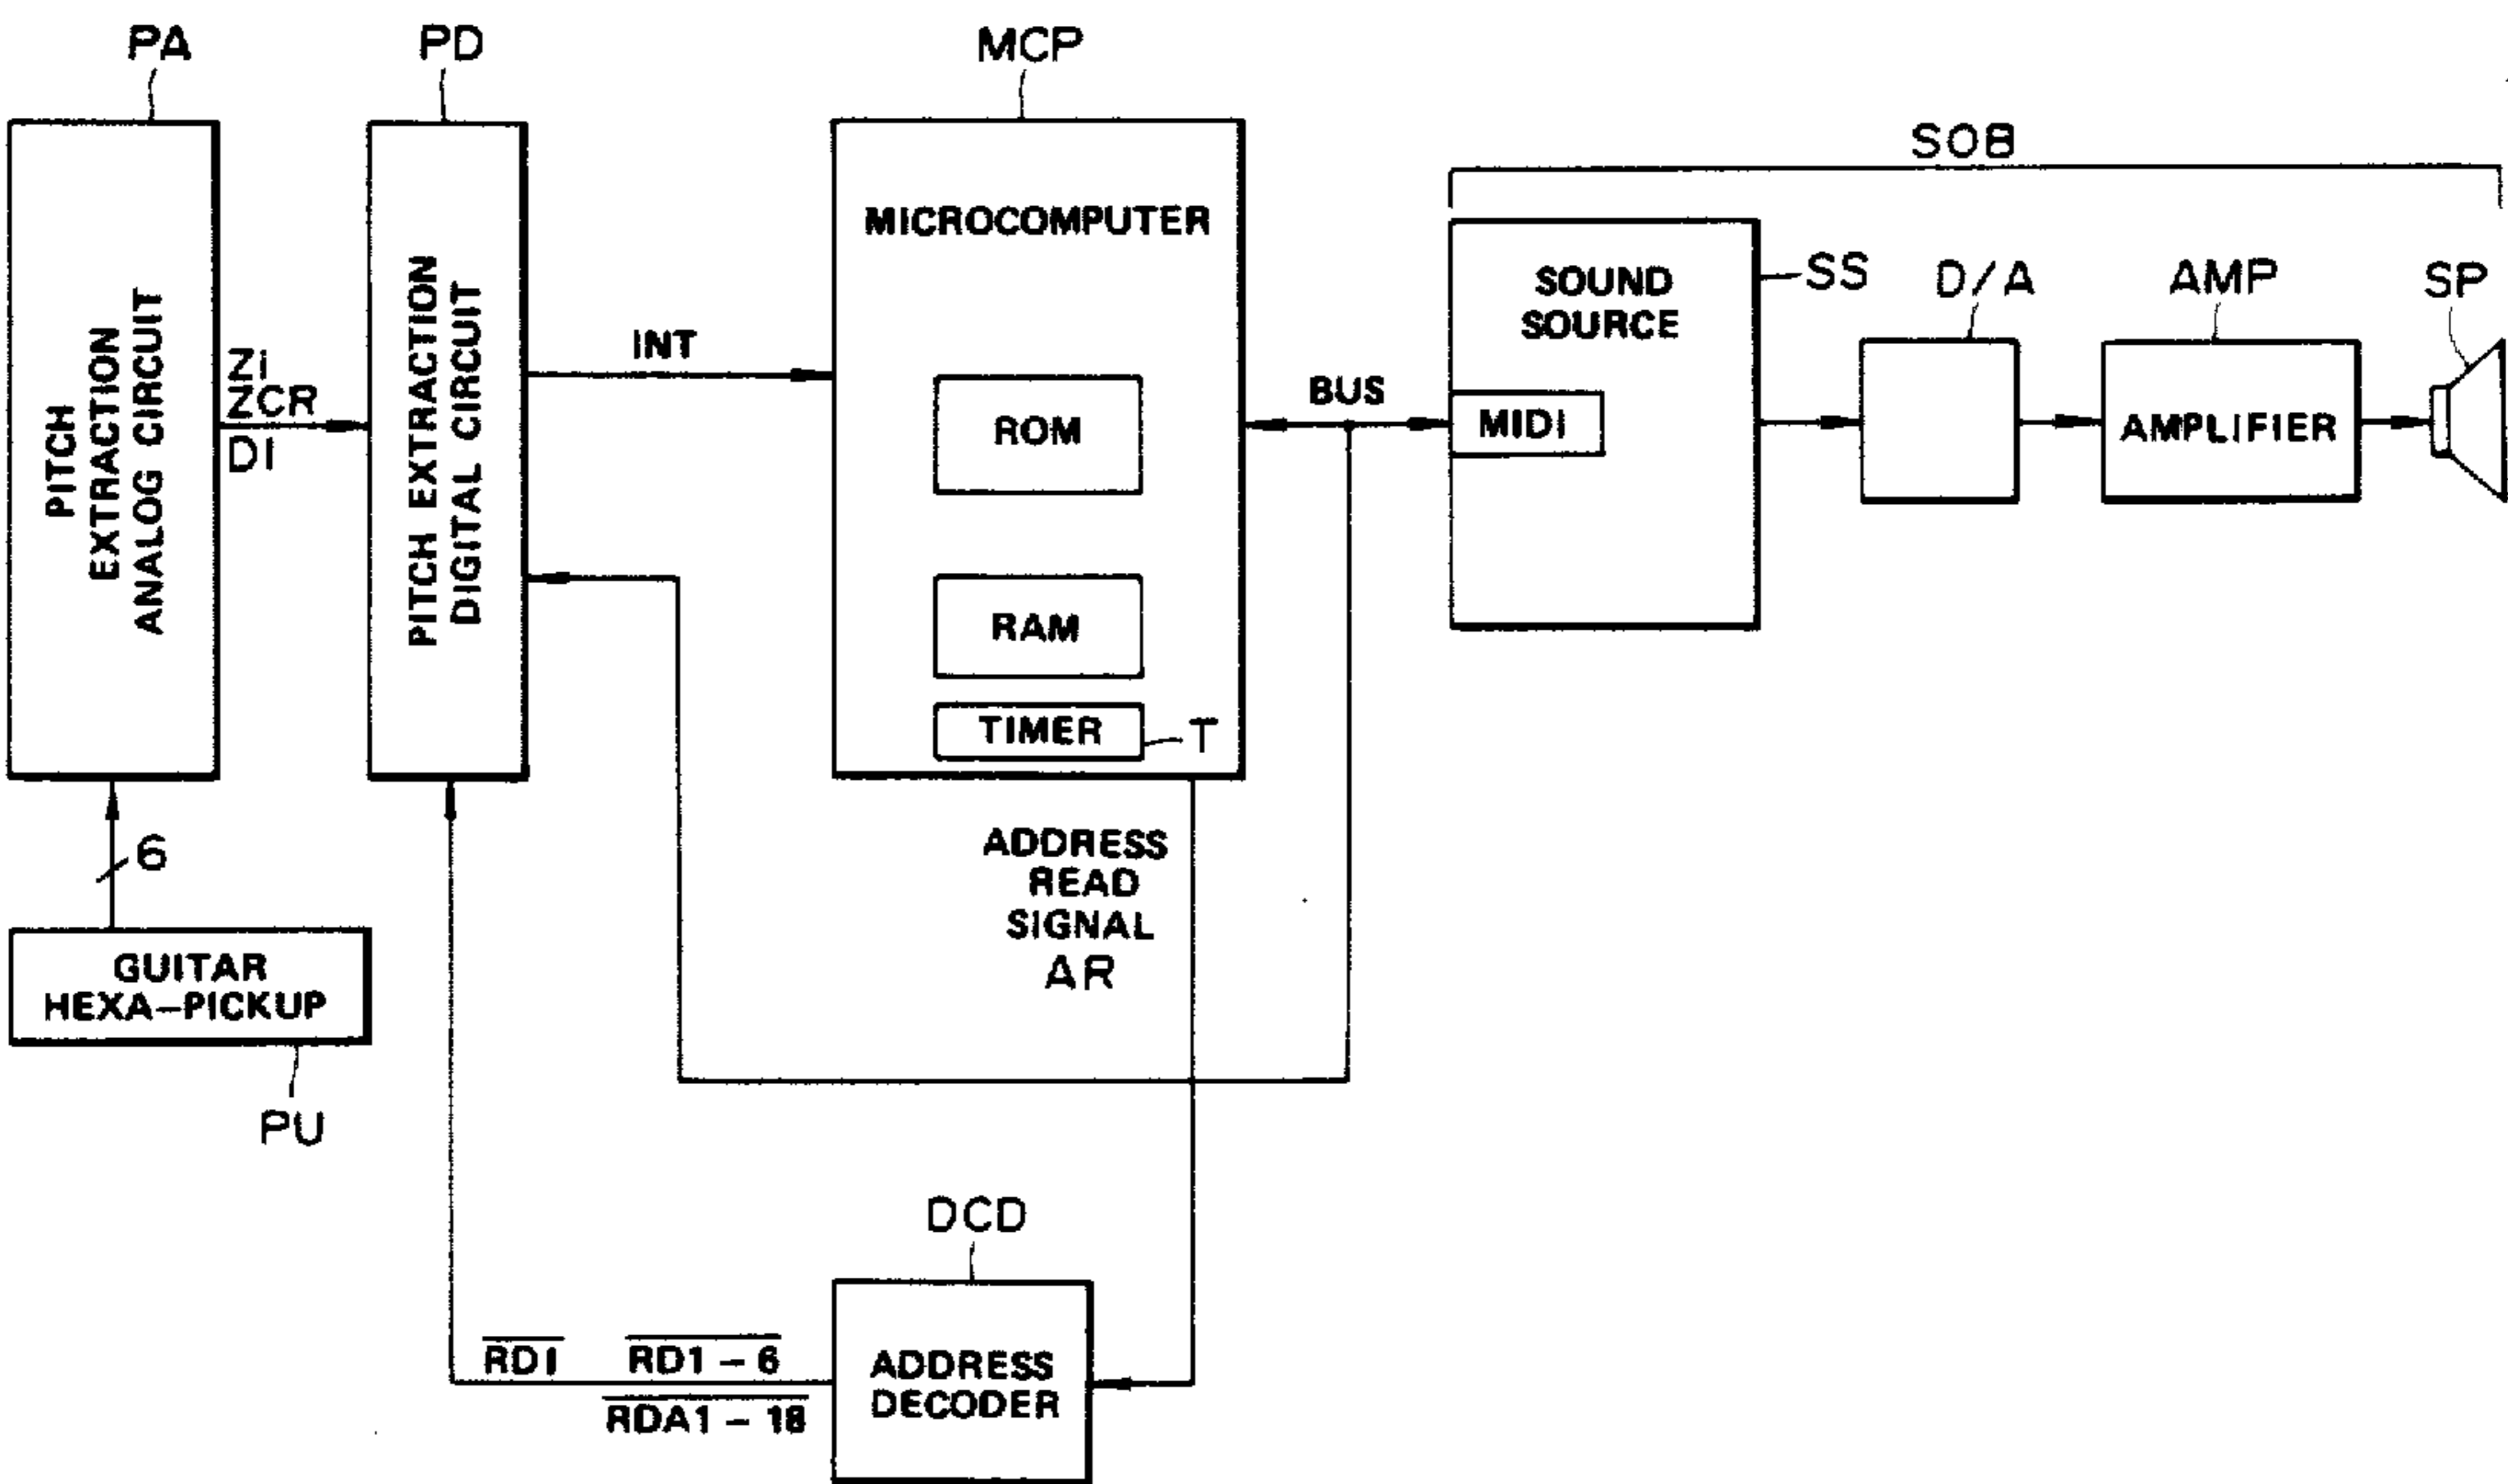 PA
PD
MCP
SOB
PITCH
EXTRACTION
ANALOG CIRCUIT
ZI
ZCR
DI
PITCH EXTRACTION
DIGITAL CIRCUIT
INT
MICROCOMPUTER
ROM
RAM
TIMER
T
BUS
SOUND
SOURCE
MIDI
SS
D/A
AMP
AMPLIFIER
SP
6
GUITAR
HEXA-PICKUP
PU
ADDRESS
READ
SIGNAL
AR
DCD
ADDRESS
DECODER
RDI RD1 - 6
RDA1 - 18